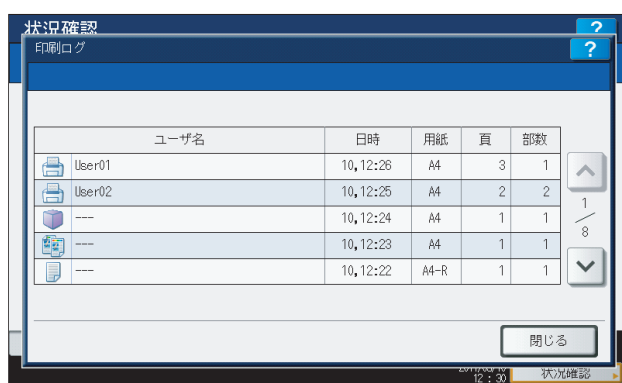 状況確認 ?
印刷ログ ?
ユーザ名 日時 用紙 頁 部数
User01 10,12:26 A4 3 1
User02 10,12:25 A4 2 2
--- 10,12:24 A4 1 1
--- 10,12:23 A4 1 1
--- 10,12:22 A4-R 1 1
1
8
閉じる
12 : 30 状況確認